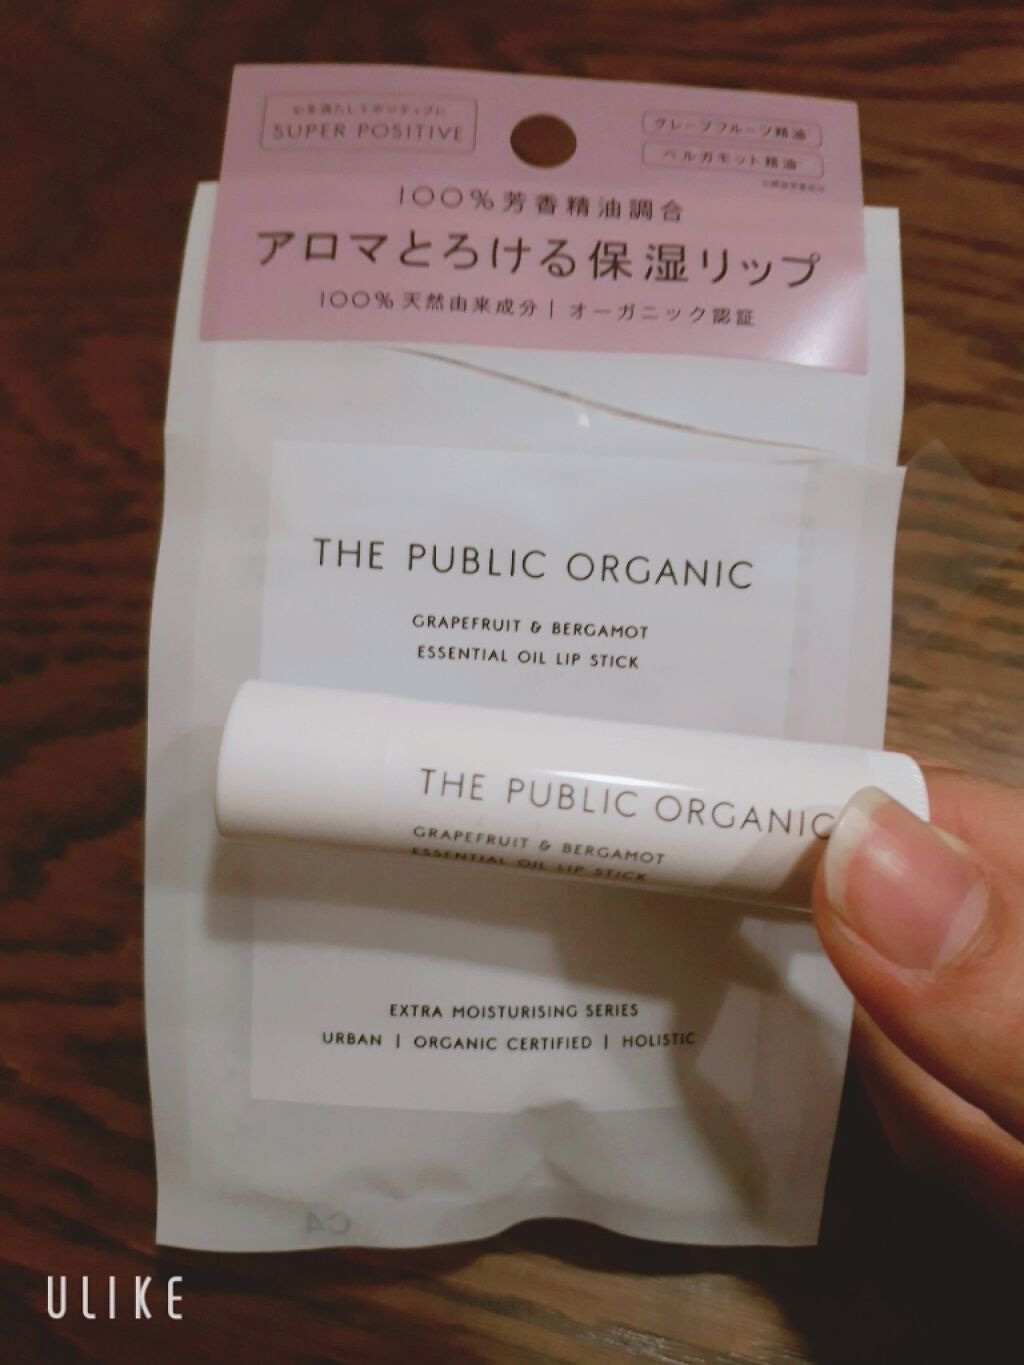 心を満たしてポジティブに
SUPER POSITIVE
グレープフルーツ精油
ベルガモット精油
100%芳香精油調合
アロマとろける保湿リップ
100%天然由来成分 | オーガニック認証
THE PUBLIC ORGANIC
GRAPEFRUIT & BERGAMOT
ESSENTIAL OIL LIP STICK
THE PUBLIC ORGANIC
GRAPEFRUIT & BERGAMOT
ESSENTIAL OIL LIP STICK
EXTRA MOISTURISING SERIES
URBAN | ORGANIC CERTIFIED | HOLISTIC
C4
ULIKE